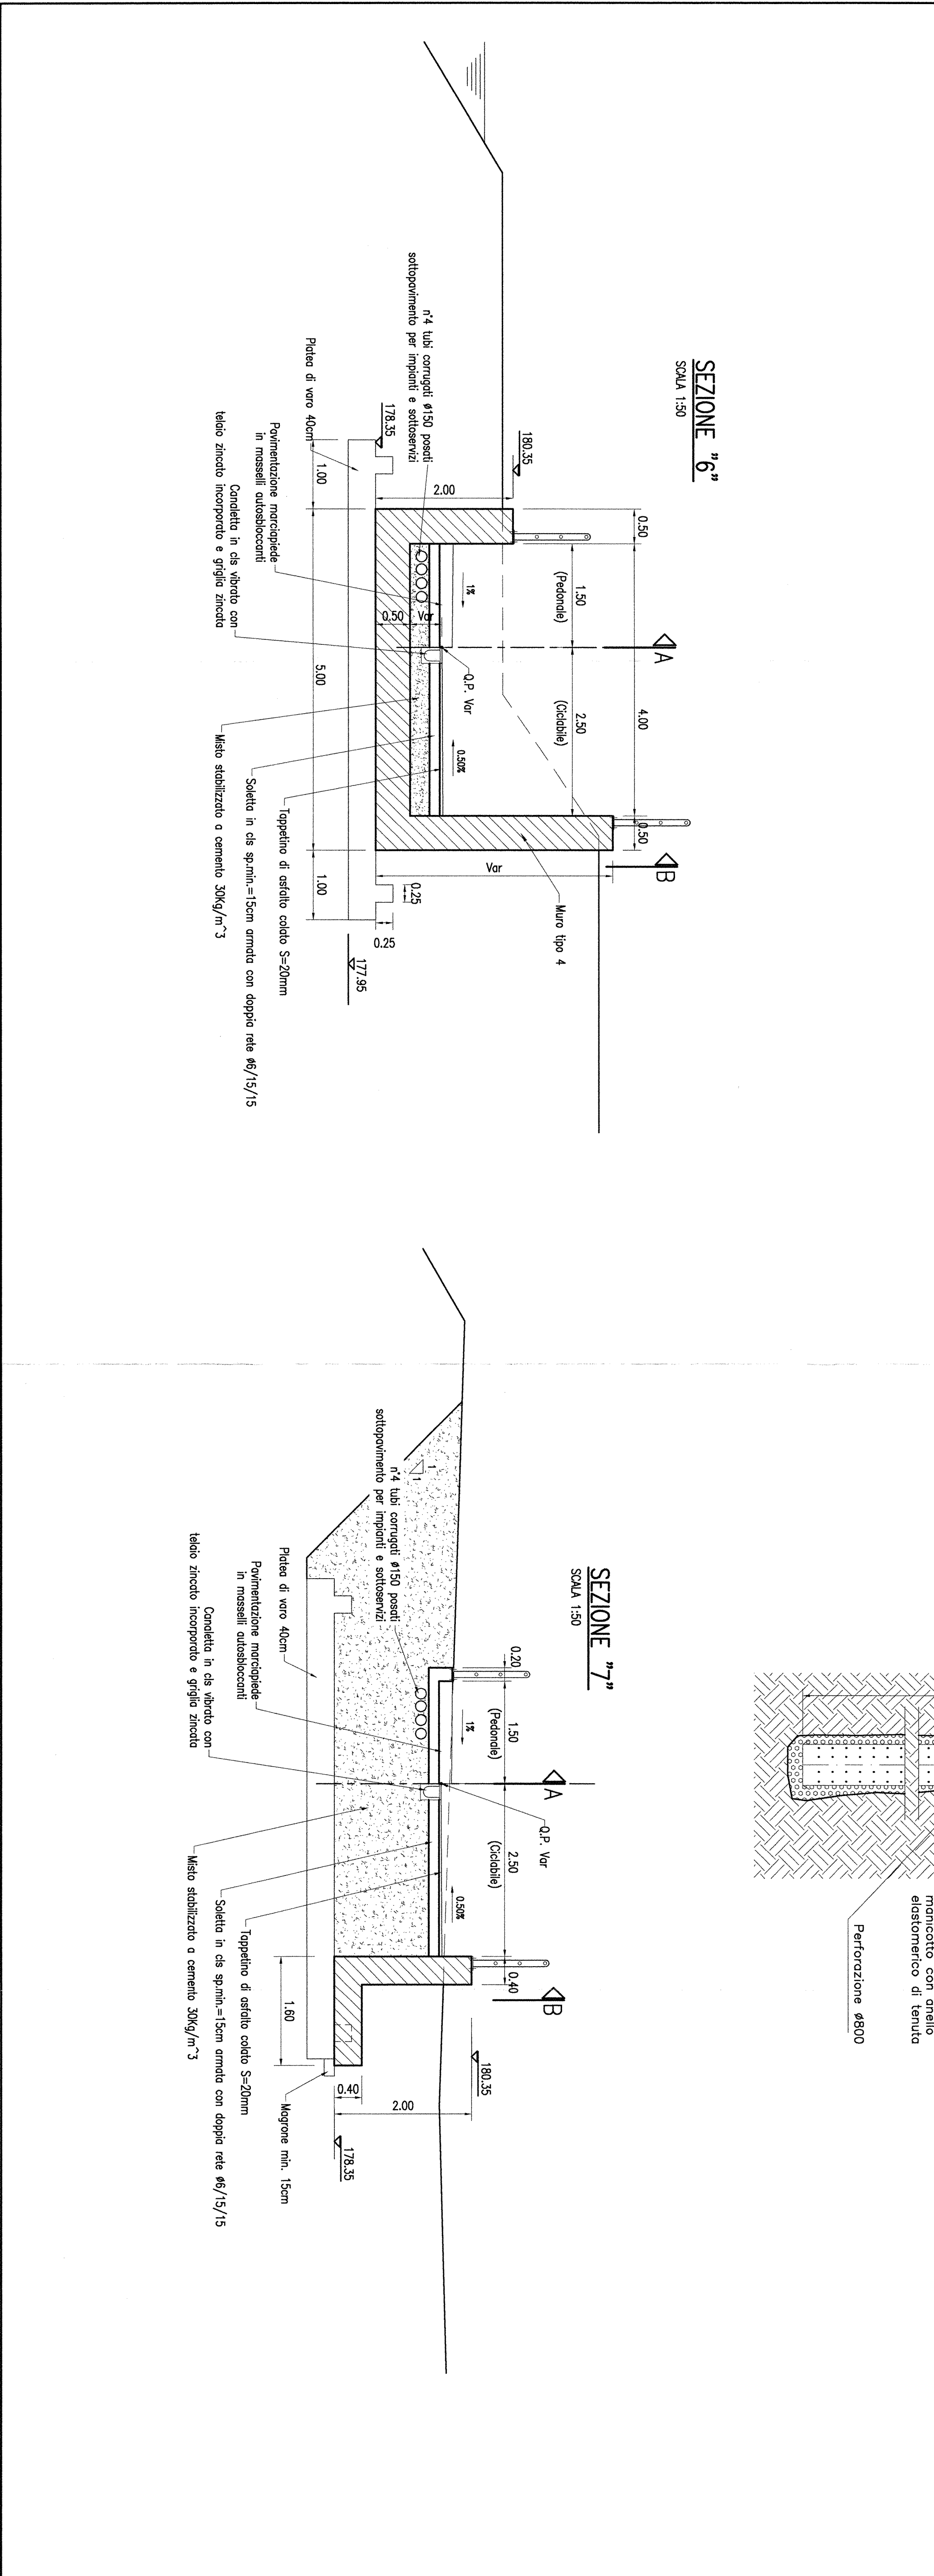 SEZIONE "6"
SCALA 1:50
A
B
0.50
4.00
0.50
1.50
(Pedonale)
2.50
(Ciclabile)
180.35
2.00
1%
0.50%
Q.P. Var
0.50
Var
Var
Muro tipo 4
n°4 tubi corrugati ø150 posati
sottopavimento per impianti e sottoservizi
178.35
0.25
0.25
177.95
1.00
5.00
1.00
Platea di varo 40cm
Pavimentazione marciapiede
in masselli autosbloccanti
Canaletta in cls vibrato con
telaio zincato incorporato e griglia zincata
Tappetino di asfalto colato S=20mm
Soletta in cls sp.min.=15cm armata con doppia rete ø6/15/15
Misto stabilizzato a cemento 30Kg/m^3
SEZIONE "7"
SCALA 1:50
A
B
0.20
1.50
(Pedonale)
2.50
(Ciclabile)
0.40
1%
0.50%
Q.P. Var
180.35
2.00
0.40
178.35
1.60
1
1
n°4 tubi corrugati ø150 posati
sottopavimento per impianti e sottoservizi
Platea di varo 40cm
Pavimentazione marciapiede
in masselli autosbloccanti
Canaletta in cls vibrato con
telaio zincato incorporato e griglia zincata
Magrone min. 15cm
Tappetino di asfalto colato S=20mm
Soletta in cls sp.min.=15cm armata con doppia rete ø6/15/15
Misto stabilizzato a cemento 30Kg/m^3
manicotto con anello
elastomerico di tenuta
Perforazione ø800